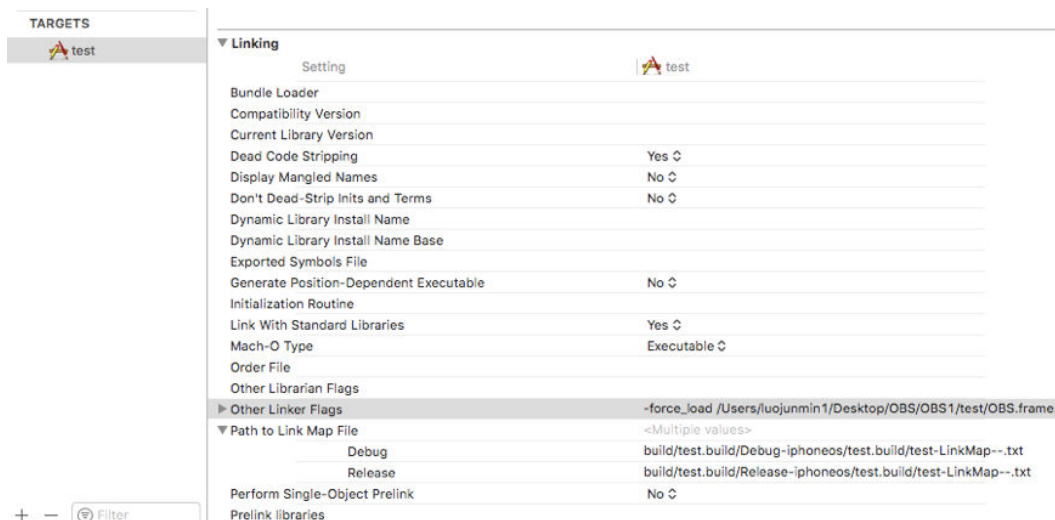 TARGETS
test
Linking
Setting test
Bundle Loader
Compatibility Version
Current Library Version
Dead Code Stripping Yes
Display Mangled Names No
Don't Dead-Strip Inits and Terms No
Dynamic Library Install Name
Dynamic Library Install Name Base
Exported Symbols File
Generate Position-Dependent Executable No
Initialization Routine
Link With Standard Libraries Yes
Mach-O Type Executable
Order File
Other Librarian Flags
Other Linker Flags -force_load /Users/luojunmin1/Desktop/OBS/OBS1/test/OBS.frame
Path to Link Map File <Multiple values>
Debug build/test.build/Debug-iphoneos/test.build/test-LinkMap--.txt
Release build/test.build/Release-iphoneos/test.build/test-LinkMap--.txt
Perform Single-Object Prelink No
Prelink libraries
+ − Filter